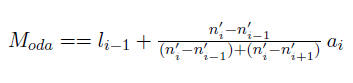 M_{oda} == l_{i-1} + \frac{n'_i - n'_{i-1}}{(n'_i - n'_{i-1}) + (n'_i - n'_{i+1})} a_i